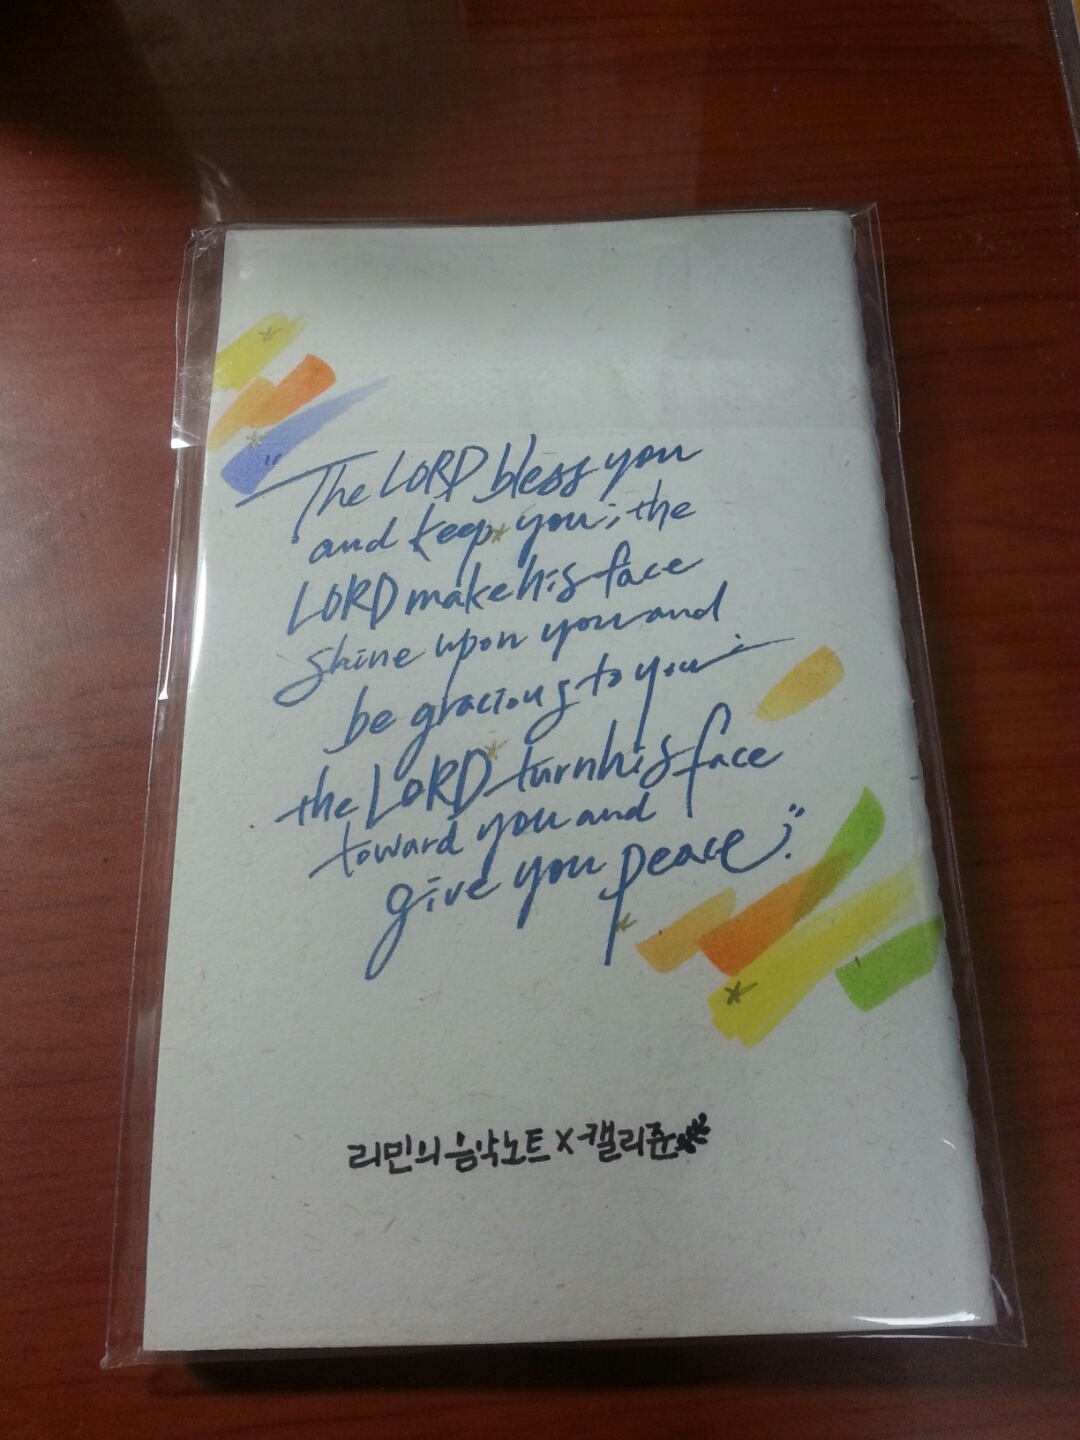 "The LORD bless you
and keep you; the
LORD make his face
shine upon you and
be gracious to you
the LORD turn his face
toward you and
give you peace."
리민의 음악노트 X 캘리쥰